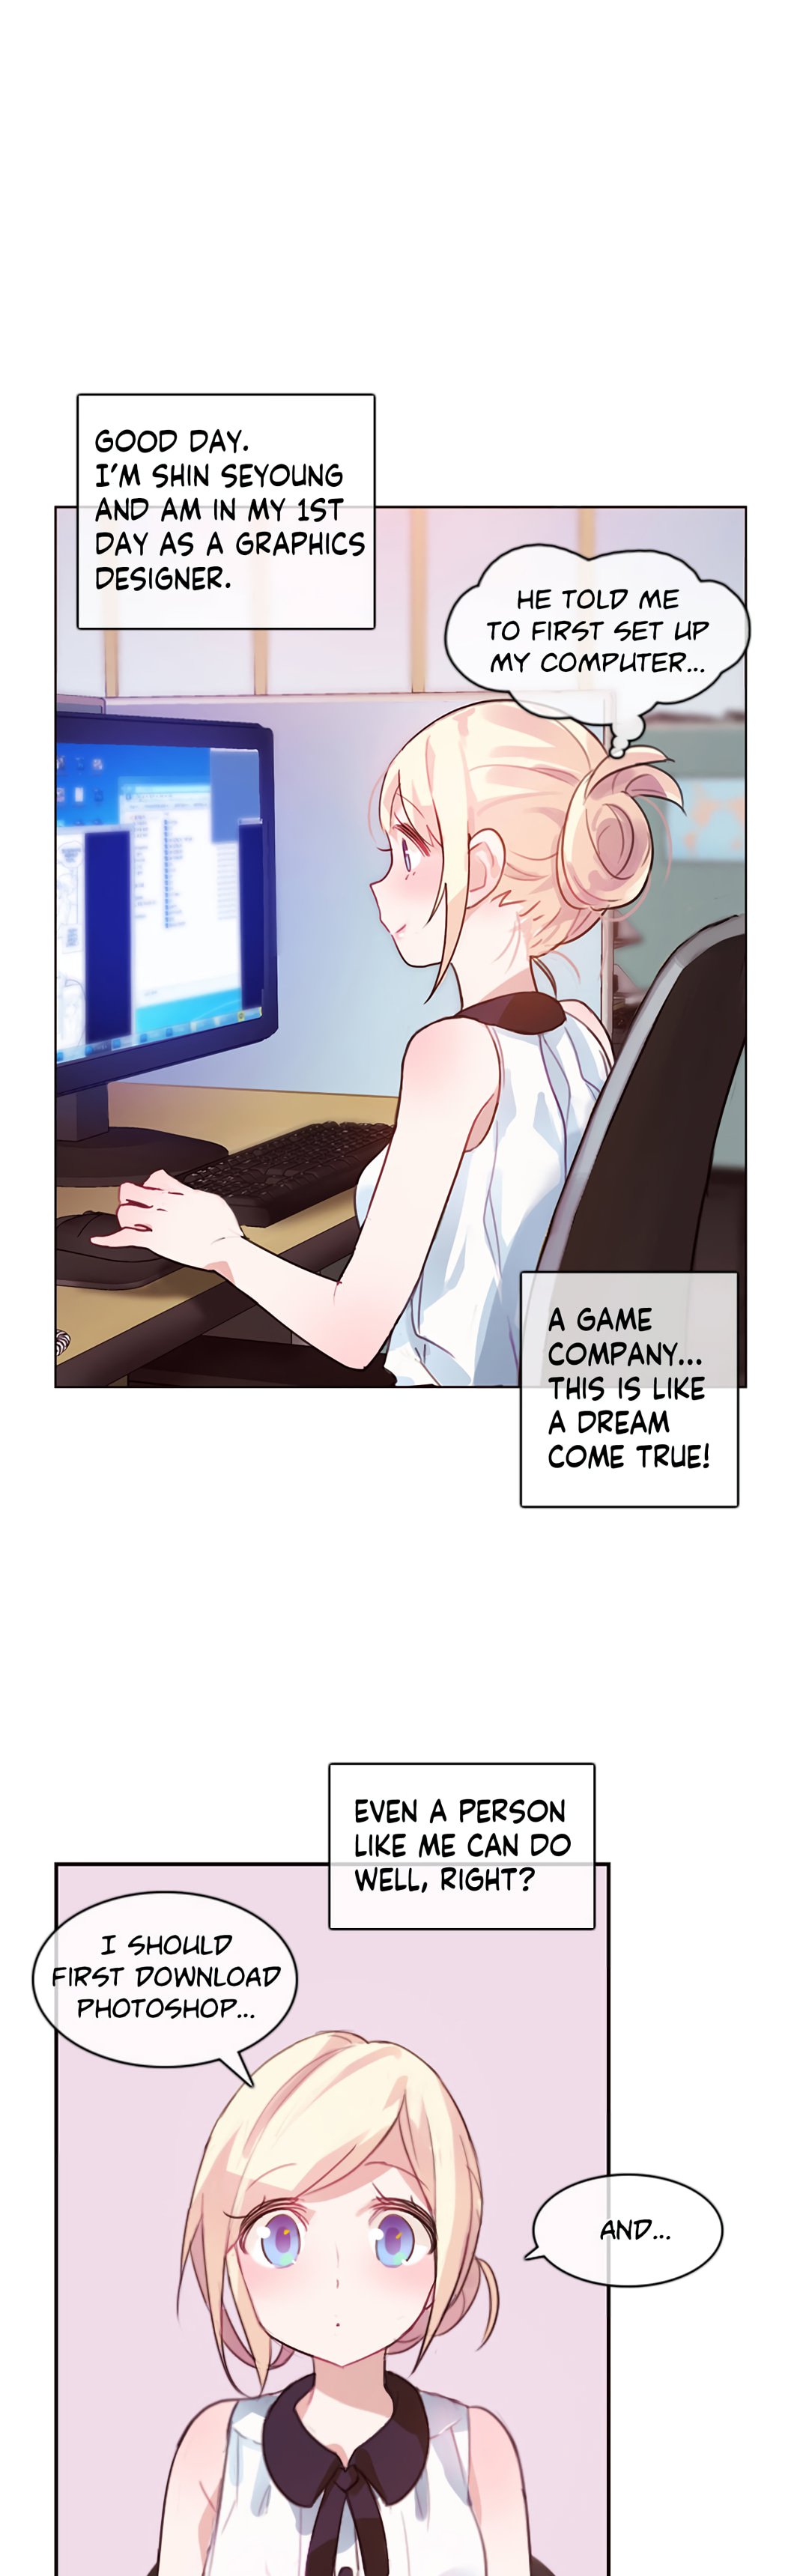 GOOD DAY.
I'M SHIN SEYOUNG
AND AM IN MY 1ST
DAY AS A GRAPHICS
DESIGNER.
HE TOLD ME
TO FIRST SET UP
MY COMPUTER...
A GAME
COMPANY...
THIS IS LIKE
A DREAM
COME TRUE!
EVEN A PERSON
LIKE ME CAN DO
WELL, RIGHT?
I SHOULD
FIRST DOWNLOAD
PHOTOSHOP...
AND...